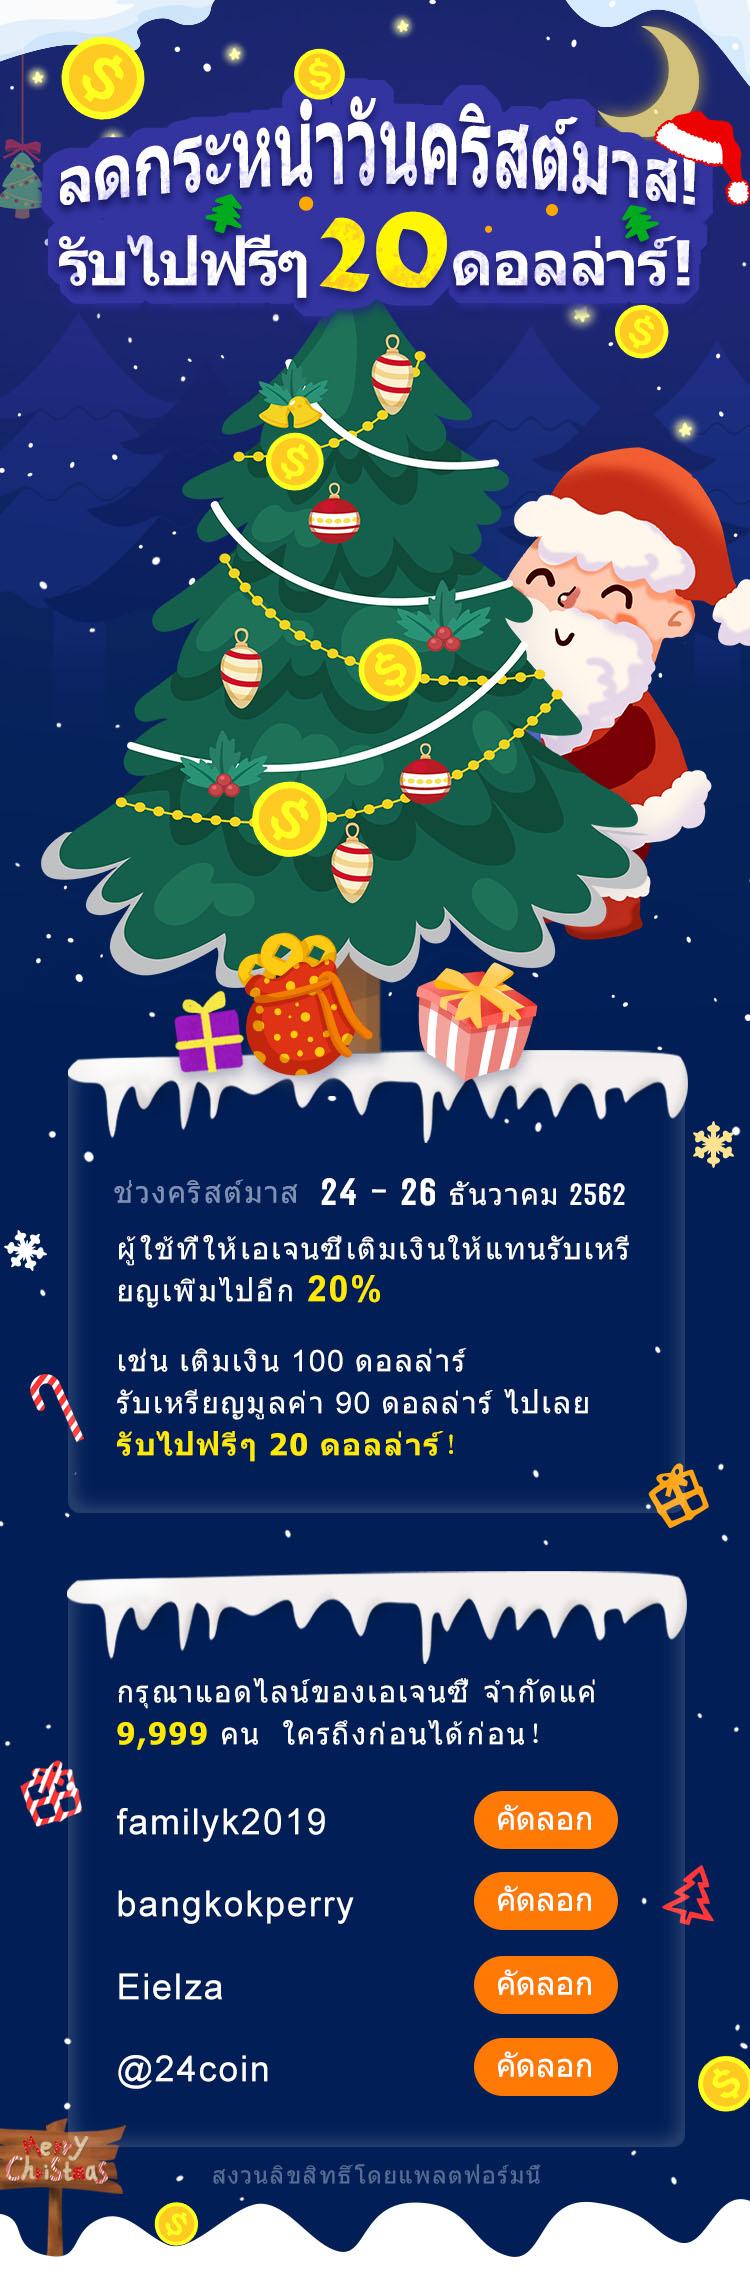 ลดกระหน่ำวันคริสต์มาส!
รับไปฟรีๆ 20 ดอลล่าร์!
ช่วงคริสต์มาส 24 - 26 ธันวาคม 2562
ผู้ใช้ที่ให้เอเจนซี่เติมเงินให้แทนรับเหรี
ยญเพิ่มไปอีก 20%
เช่น เติมเงิน 100 ดอลล่าร์
รับเหรียญมูลค่า 90 ดอลล่าร์ ไปเลย
รับไปฟรีๆ 20 ดอลล่าร์!
กรุณาแอดไลน์ของเอเจนซี่ จำกัดแค่
9,999 คน ใครถึงก่อนได้ก่อน!
familyk2019 คัดลอก
bangkokperry คัดลอก
Eielza คัดลอก
@24coin คัดลอก
Merry
Christmas
สงวนลิขสิทธิ์โดยแพลตฟอร์มนี้